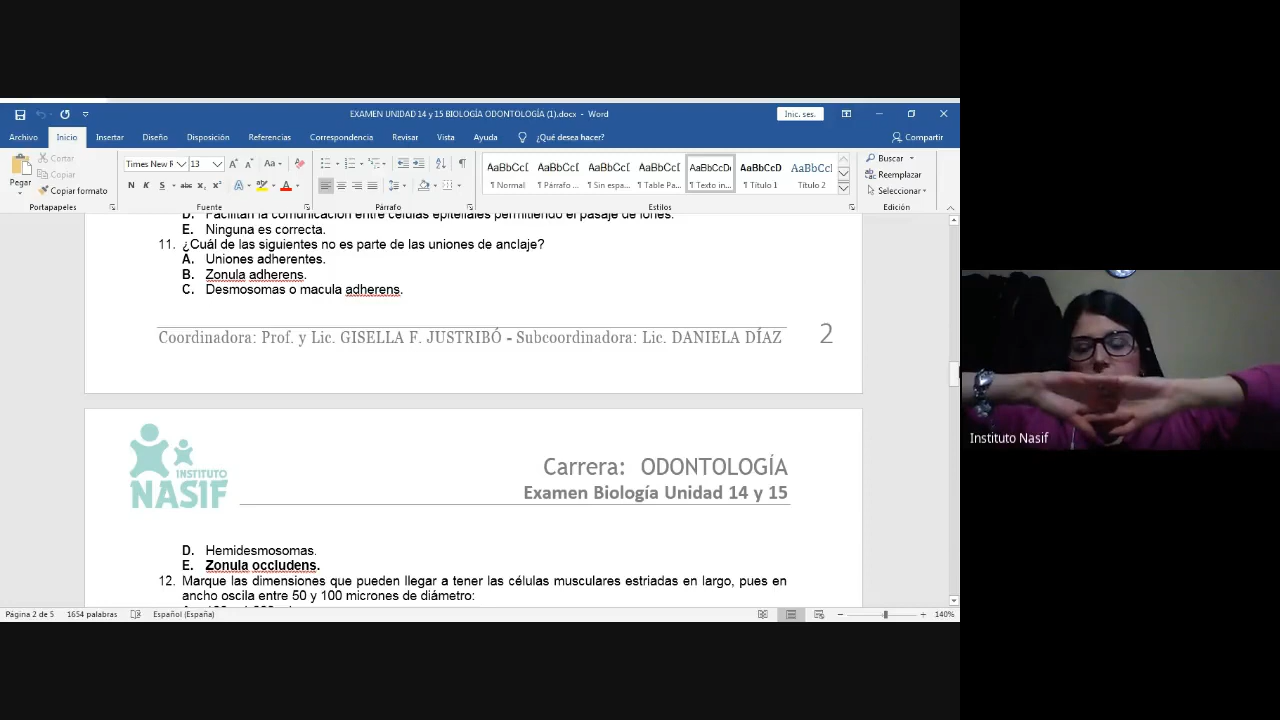 EXAMEN UNIDAD 14 y 15 BIOLOGÍA ODONTOLOGÍA (1).docx - Word
Inic. ses.
Archivo Inicio Insertar Diseño Disposición Referencias Correspondencia Revisar Vista Ayuda ¿Qué desea hacer? Compartir
Pegar
Cortar
Copiar
Copiar formato
Portapapeles
Times New R 13
N K S abc
Fuente
Párrafo
AaBbCcD AaBbCcD AaBbCcD AaBbCcD AaBbCcDd AaBbCcD AaBbCcI
¶ Normal ¶ Párrafo ... ¶ Sin espa... ¶ Table Pa... ¶ Texto in... ¶ Título 1 Título 2
Estilos
Buscar
Reemplazar
Seleccionar
Edición
D. Facilitan la comunicación entre células epiteliales permitiendo el pasaje de iones.
E. Ninguna es correcta.
11. ¿Cuál de las siguientes no es parte de las uniones de anclaje?
A. Uniones adherentes.
B. Zonula adherens.
C. Desmosomas o macula adherens.
Coordinadora: Prof. y Lic. GISELLA F. JUSTRIBÓ - Subcoordinadora: Lic. DANIELA DÍAZ 2
INSTITUTO
NASIF
Carrera: ODONTOLOGÍA
Examen Biología Unidad 14 y 15
D. Hemidesmosomas.
E. Zonula occludens.
12. Marque las dimensiones que pueden llegar a tener las células musculares estriadas en largo, pues en
ancho oscila entre 50 y 100 micrones de diámetro:
Página 2 de 5 1654 palabras Español (España) 140%
Instituto Nasif